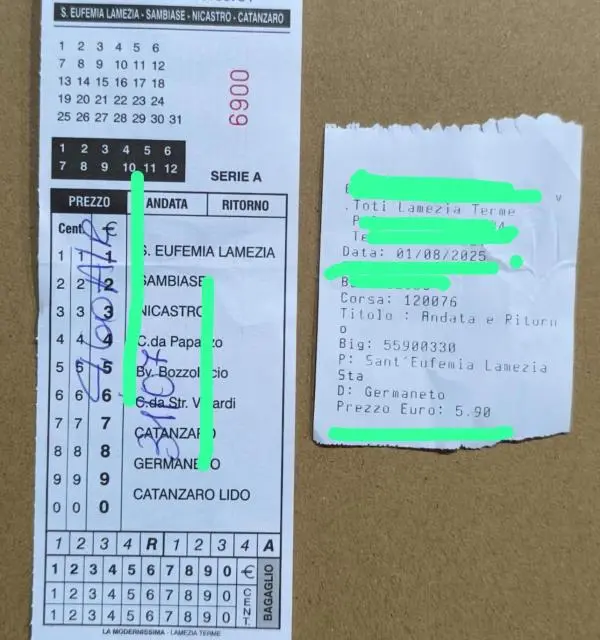 S. EUFEMIA LAMEZIA - SAMBIASE - NICASTRO - CATANZARO
1 2 3 4 5 6
7 8 9 10 11 12
13 14 15 16 17 18
19 20 21 22 23 24
25 26 27 28 29 30 31
6900
1 2 3 4 5 6
7 8 9 10 11 12
SERIE A
PREZZO ANDATA RITORNO
Cent. €
1 1 1 S. EUFEMIA LAMEZIA
2 2 2 SAMBIASE
3 3 3 NICASTRO
4 4 4 C.da
5 5 5 Bv.
6 6 6 C.da Str.
7 7 7 CATANZARO
8 8 8 GERMANETO
9 9 9 CATANZARO LIDO
0 0 0
A/R
31/07
1 2 3 4 R 1 2 3 4 A
1 2 3 4 5 6 7 8 9 0 €
1 2 3 4 5 6 7 8 9 0 CENT.
1 2 3 4 5 6 7 8 9 0
BAGAGLIO
LA MODERNISSIMA - LAMEZIA TERME
.Toti Lamezia Terme
Data: 01/08/2025
Corsa: 120076
Titolo : Andata e Ritorn
o
Big: 55900330
P: Sant'Eufemia Lamezia
Sta
D: Germaneto
Prezzo Euro: 5.90